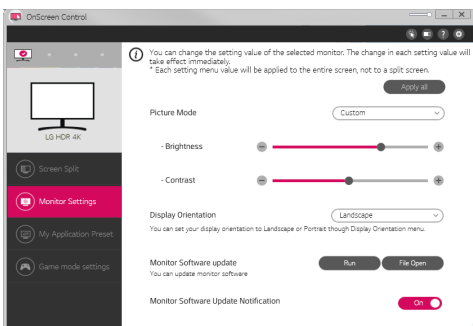 OnScreen Control
You can change the setting value of the selected monitor. The change in each setting value will
take effect immediately.
* Each setting menu value will be applied to the entire screen, not to a split screen.
Apply all
LG HDR 4K
Screen Split
Monitor Settings
My Application Preset
Game mode settings
Picture Mode
Custom
- Brightness
- Contrast
Display Orientation
Landscape
You can set your display orientation to Landscape or Portrait though Display Orientation menu.
Monitor Software update
Run
File Open
You can update monitor software
Monitor Software Update Notification
On